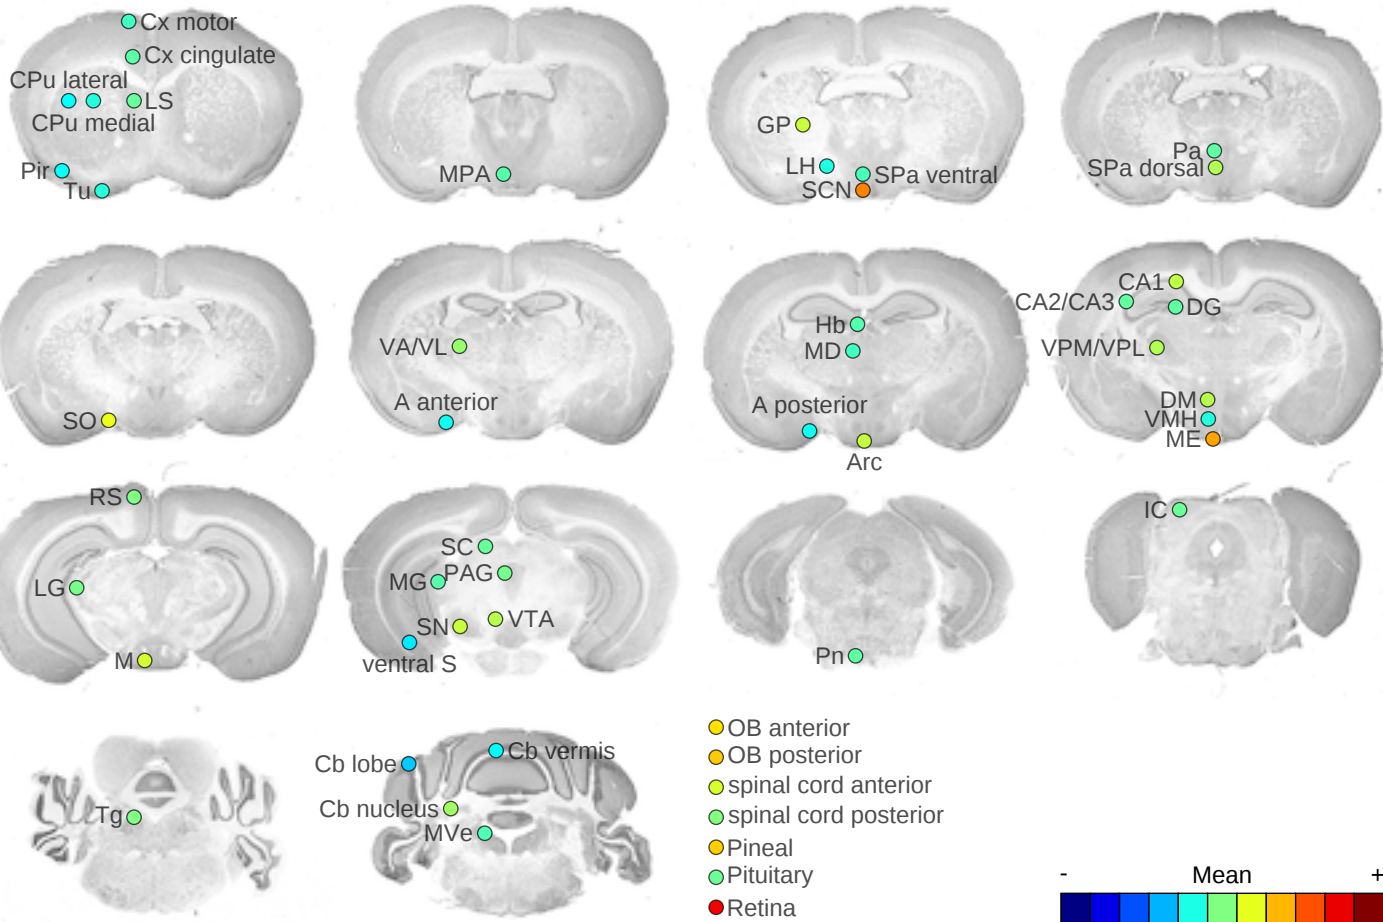 Cx motor
Cx cingulate
CPu lateral
LS
CPu medial
Pir
Tu
MPA
GP
LH
SPa ventral
SCN
Pa
SPa dorsal
SO
VA/VL
A anterior
Hb
MD
A posterior
Arc
CA1
CA2/CA3
DG
VPM/VPL
DM
VMH
ME
RS
LG
M
SC
PAG
MG
SN
VTA
ventral S
Pn
IC
Tg
Cb lobe
Cb vermis
Cb nucleus
MVe
OB anterior
OB posterior
spinal cord anterior
spinal cord posterior
Pineal
Pituitary
Retina
- Mean +